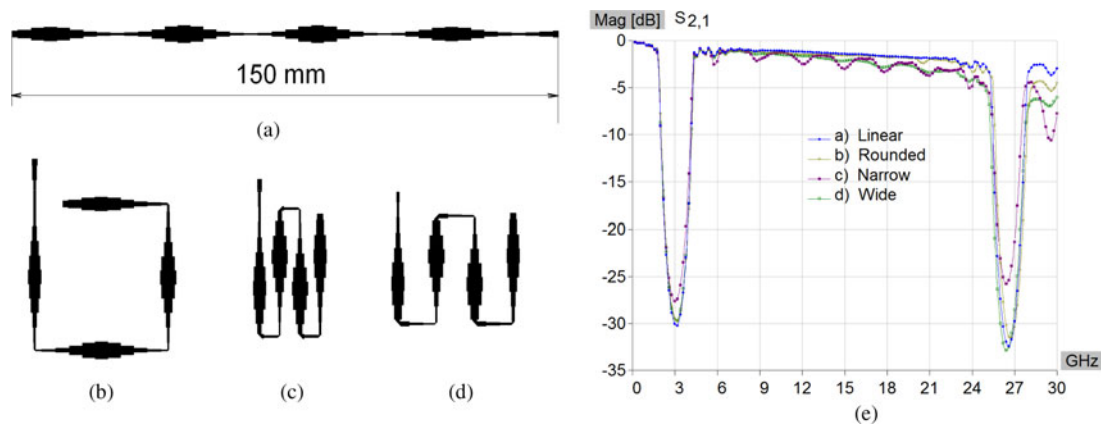 150 mm
(a)
(b)
(c)
(d)
Mag [dB] S2,1
0
-5
-10
-15
-20
-25
-30
-35
a) Linear
b) Rounded
c) Narrow
d) Wide
GHz
0 3 6 9 12 15 18 21 24 27 30
(e)